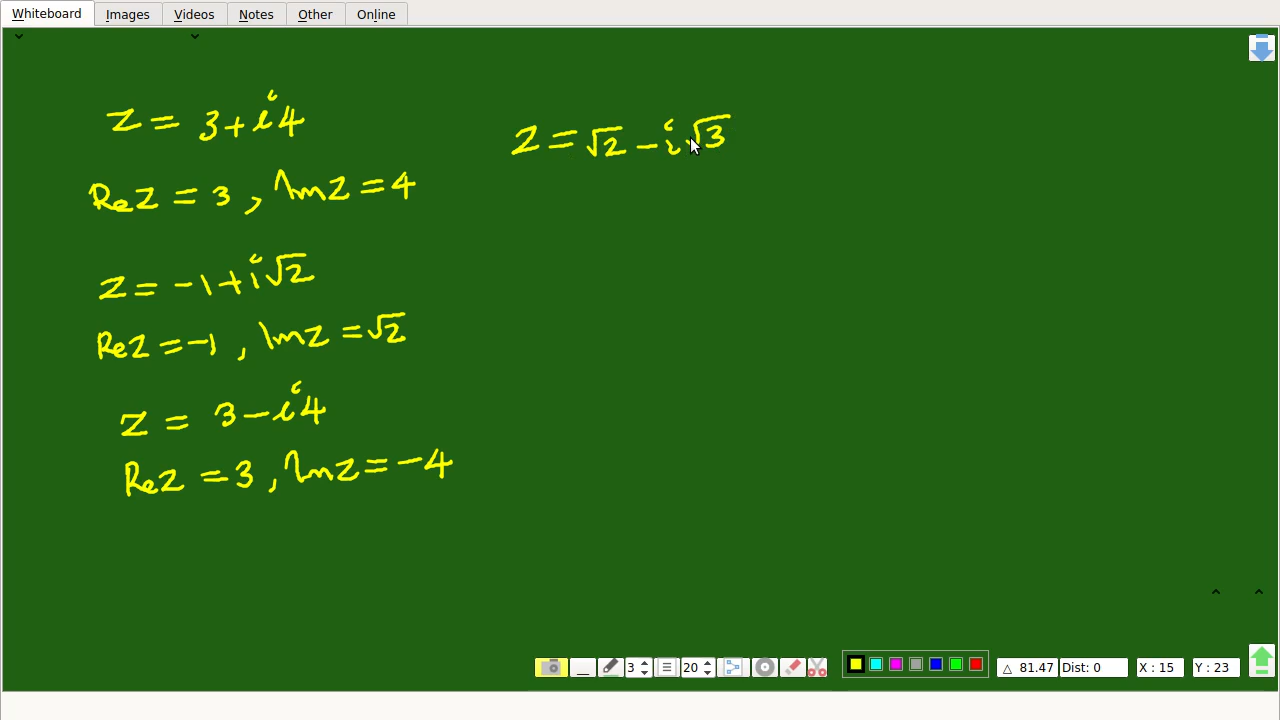 Whiteboard Images Videos Notes Other Online
z = 3+i4
Re z = 3 , Im z = 4
z = -1+i√2
Re z = -1 , Im z = √2
z = 3-i4
Re z = 3 , Im z = -4
z = √2 - i√3
3 20 △ 81.47 Dist: 0 X : 15 Y : 23